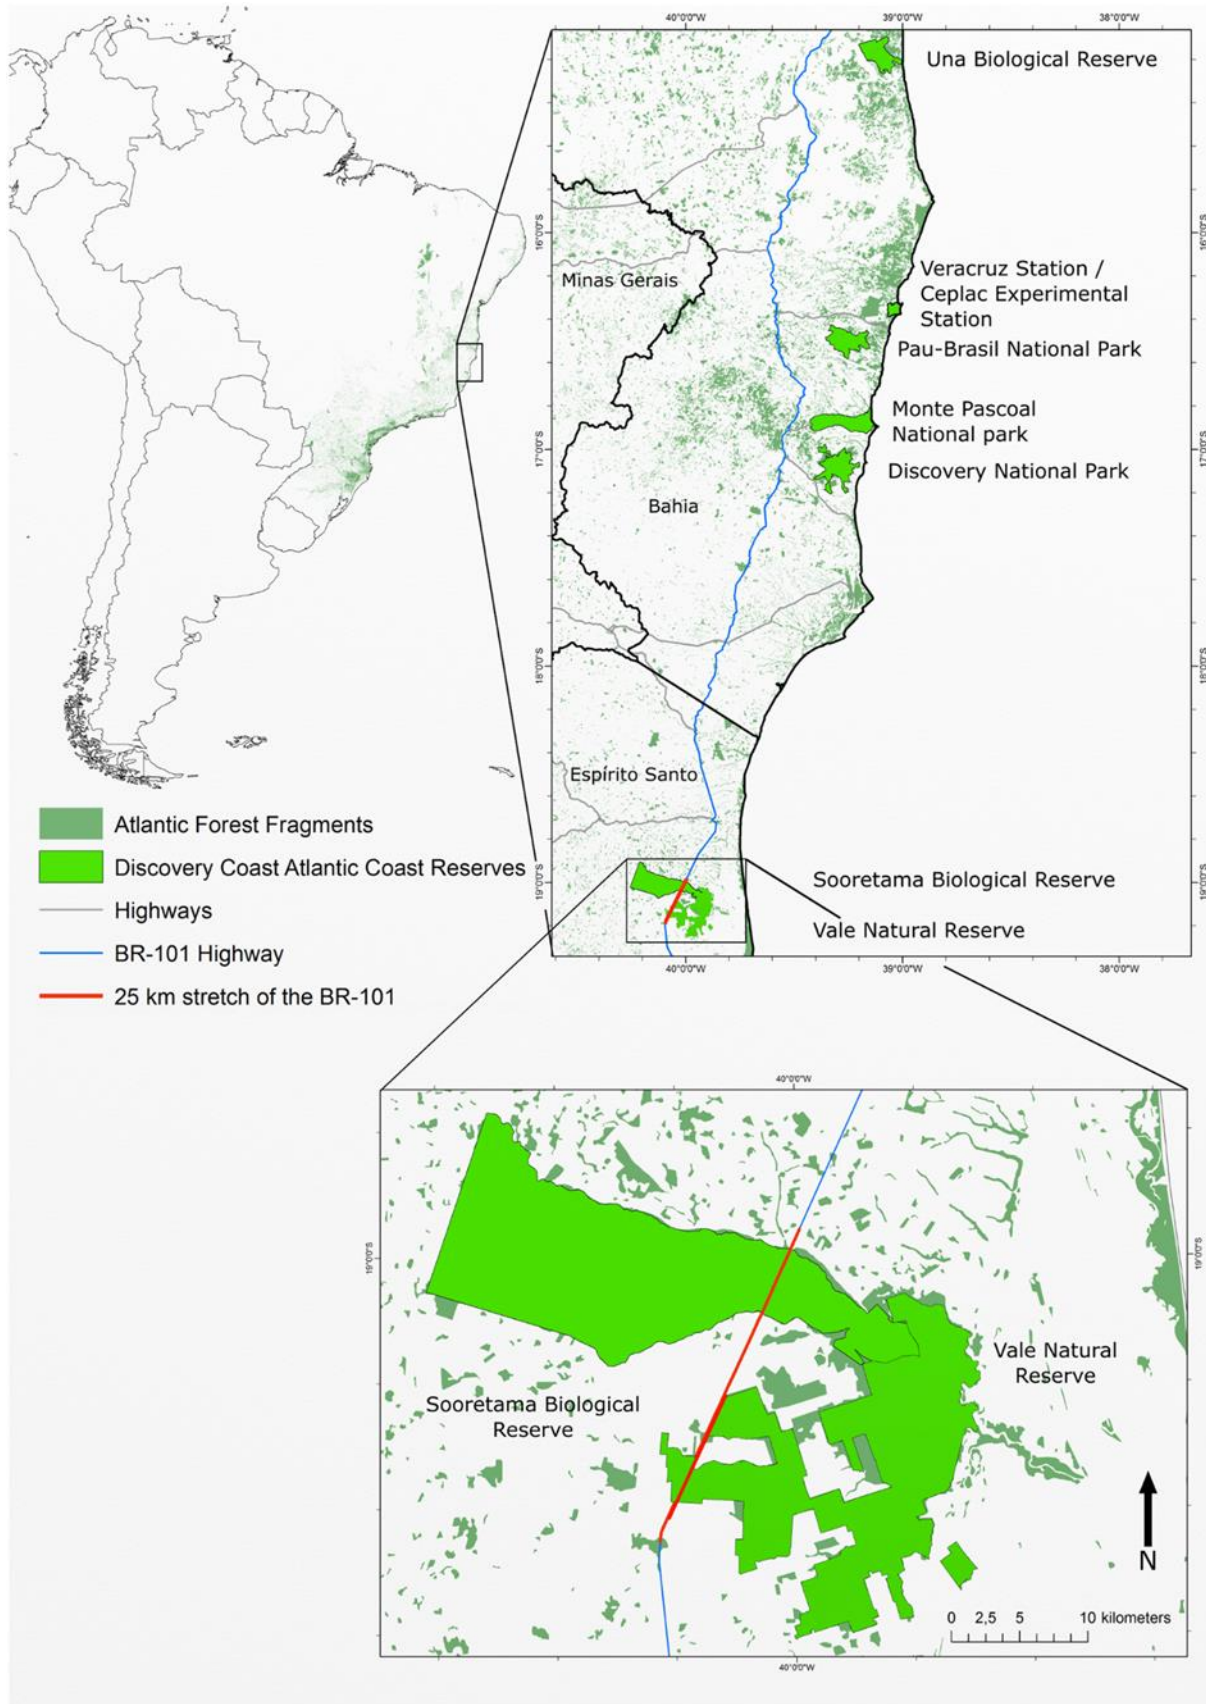 40°0'0"W
39°0'0"W
38°0'0"W
Una Biological Reserve
16°0'0"S
16°0'0"S
Minas Gerais
Veracruz Station /
Ceplac Experimental
Station
Pau-Brasil National Park
Monte Pascoal
National park
17°0'0"S
17°0'0"S
Discovery National Park
Bahia
18°0'0"S
18°0'0"S
Espírito Santo
19°0'0"S
19°0'0"S
Sooretama Biological Reserve
Vale Natural Reserve
40°0'0"W
39°0'0"W
38°0'0"W
Atlantic Forest Fragments
Discovery Coast Atlantic Coast Reserves
Highways
BR-101 Highway
25 km stretch of the BR-101
40°0'0"W
19°0'0"S
19°0'0"S
Vale Natural
Reserve
Sooretama Biological
Reserve
N
0 2,5 5 10 kilometers
40°0'0"W